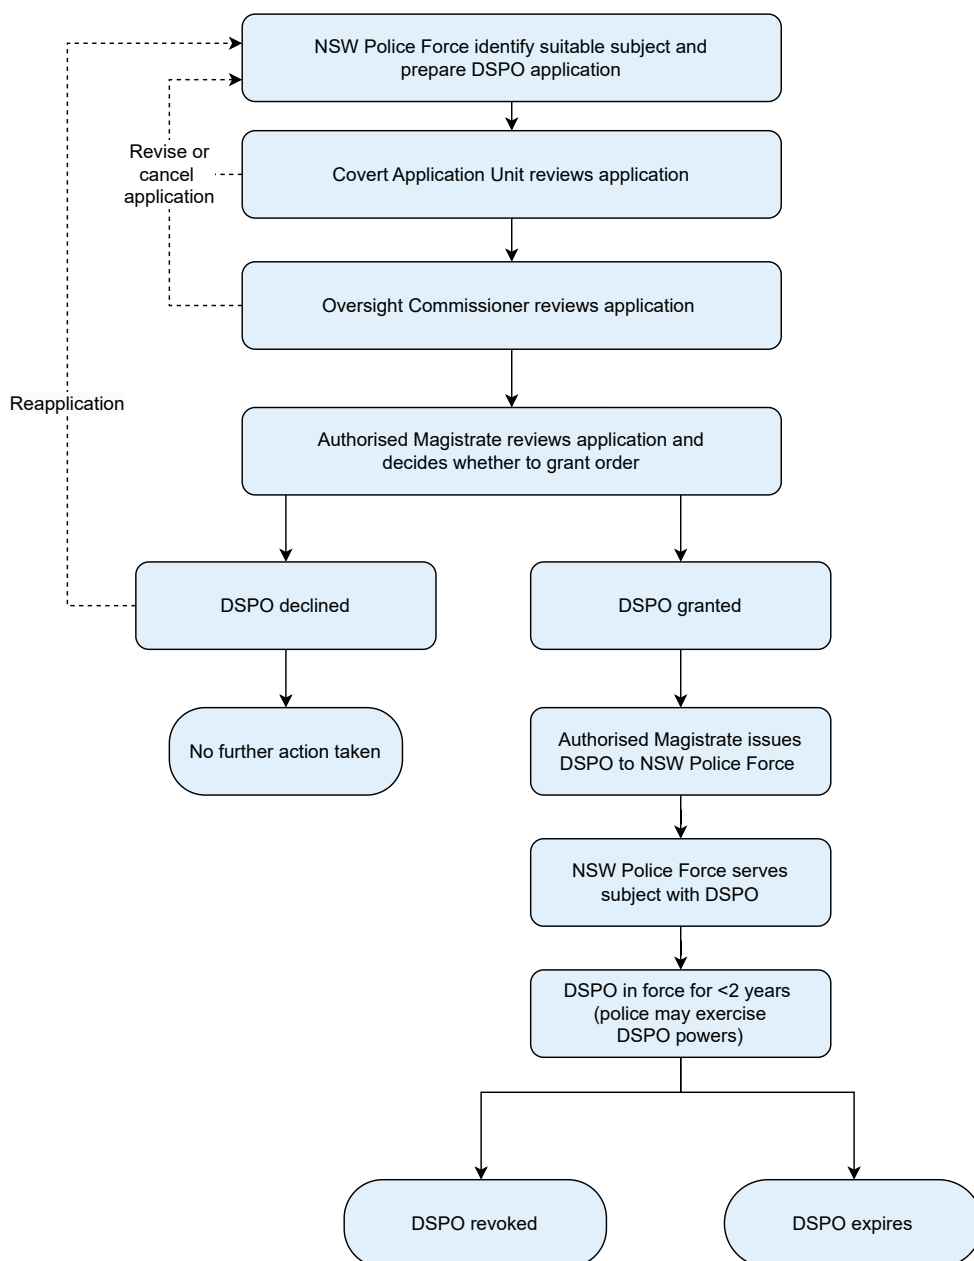 NSW Police Force identify suitable subject and
prepare DSPO application
Revise or
cancel
application
Covert Application Unit reviews application
Oversight Commissioner reviews application
Reapplication
Authorised Magistrate reviews application and
decides whether to grant order
DSPO declined
DSPO granted
No further action taken
Authorised Magistrate issues
DSPO to NSW Police Force
NSW Police Force serves
subject with DSPO
DSPO in force for <2 years
(police may exercise
DSPO powers)
DSPO revoked
DSPO expires